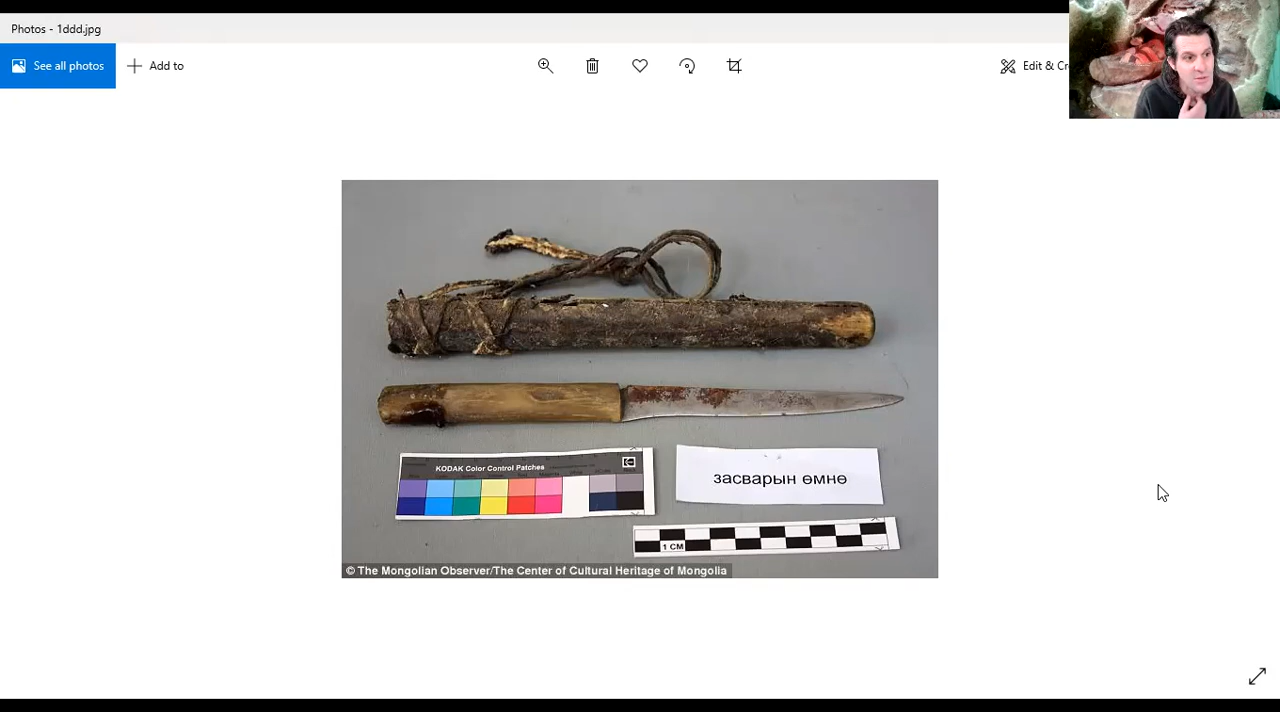 Photos - 1ddd.jpg
See all photos
Add to
Edit & Cr
KODAK Color Control Patches
засварын өмнө
1 CM
© The Mongolian Observer/The Center of Cultural Heritage of Mongolia